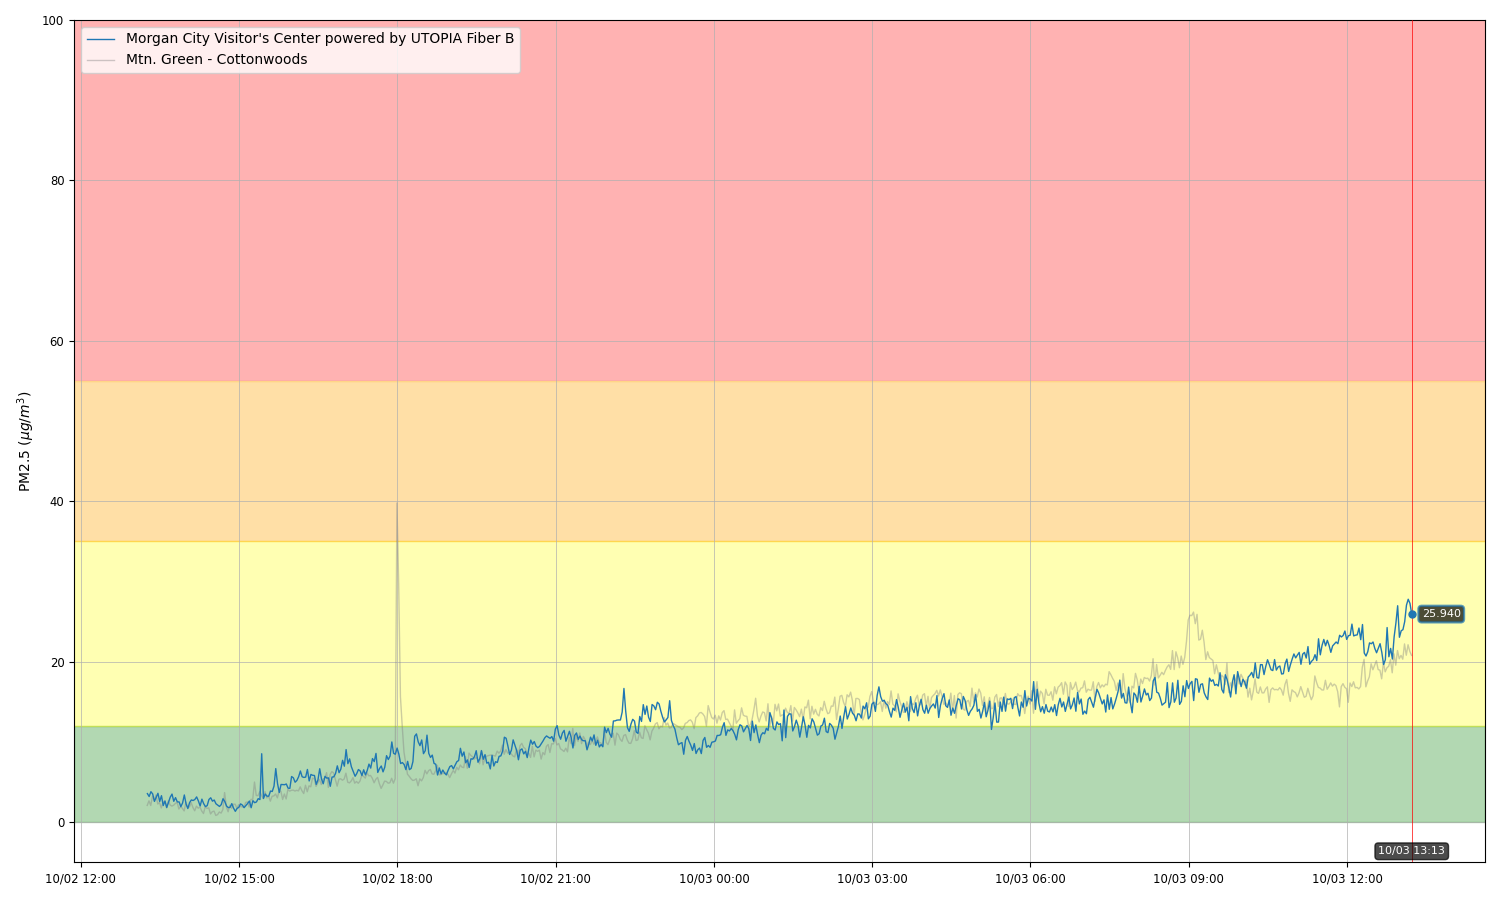 100
Morgan City Visitor's Center powered by UTOPIA Fiber B
Mtn. Green - Cottonwoods
80
60
PM2.5 (μg/m³)
40
25.940
20
0
10/03 13:13
10/02 12:00 10/02 15:00 10/02 18:00 10/02 21:00 10/03 00:00 10/03 03:00 10/03 06:00 10/03 09:00 10/03 12:00